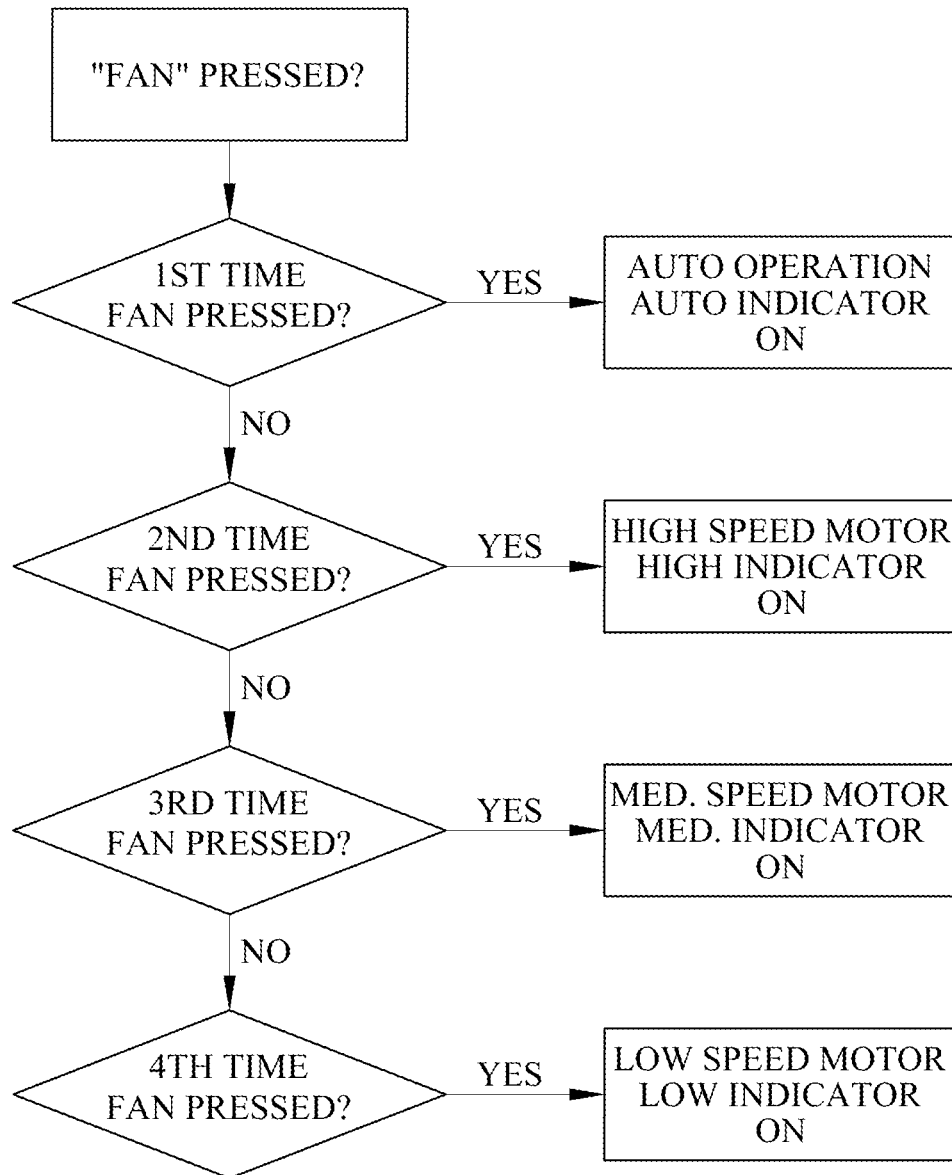 "FAN" PRESSED?
1ST TIME
FAN PRESSED?
YES
AUTO OPERATION
AUTO INDICATOR
ON
NO
2ND TIME
FAN PRESSED?
YES
HIGH SPEED MOTOR
HIGH INDICATOR
ON
NO
3RD TIME
FAN PRESSED?
YES
MED. SPEED MOTOR
MED. INDICATOR
ON
NO
4TH TIME
FAN PRESSED?
YES
LOW SPEED MOTOR
LOW INDICATOR
ON